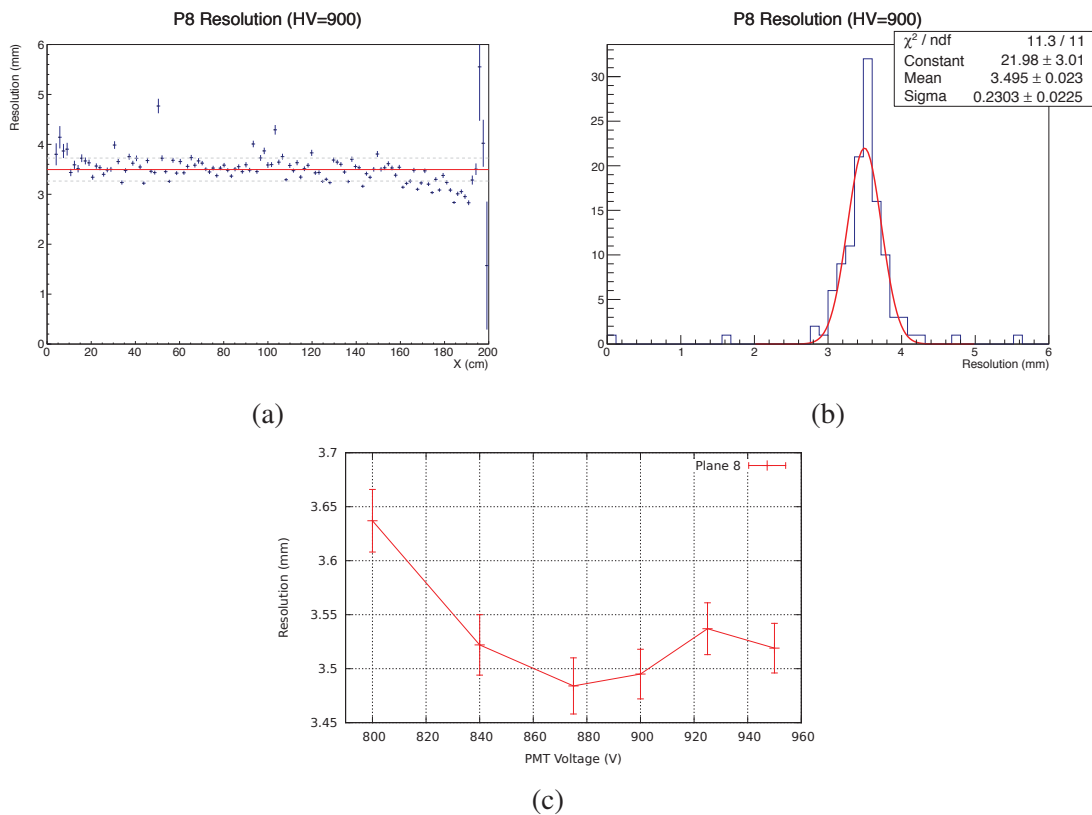 P8 Resolution (HV=900)
Resolution (mm)
6
5
4
3
2
1
0
0 20 40 60 80 100 120 140 160 180 200
X (cm)
(a)
P8 Resolution (HV=900)
χ² / ndf 11.3 / 11
Constant 21.98 ± 3.01
Mean 3.495 ± 0.023
Sigma 0.2303 ± 0.0225
30
25
20
15
10
5
0
0 1 2 3 4 5 6
Resolution (mm)
(b)
3.7
3.65
3.6
3.55
3.5
3.45
Resolution (mm)
Plane 8
800 820 840 860 880 900 920 940 960
PMT Voltage (V)
(c)